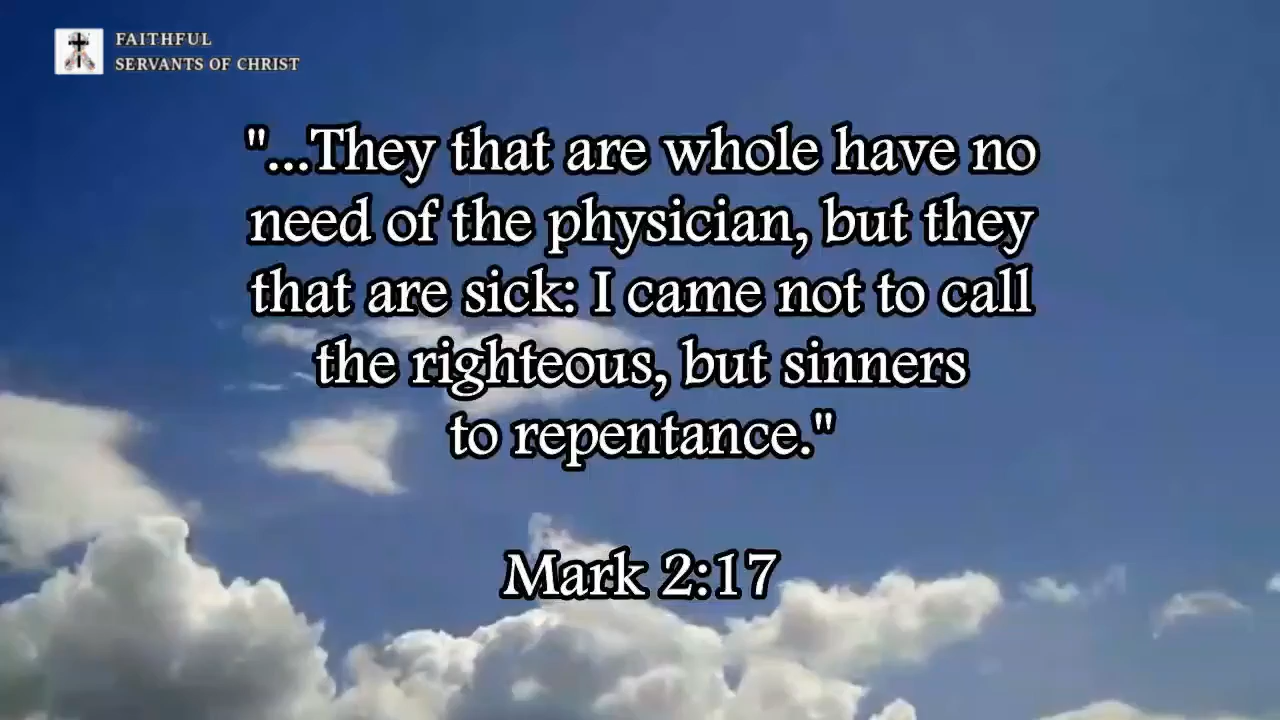 FAITHFUL
SERVANTS OF CHRIST
"...They that are whole have no
need of the physician, but they
that are sick: I came not to call
the righteous, but sinners
to repentance."
Mark 2:17